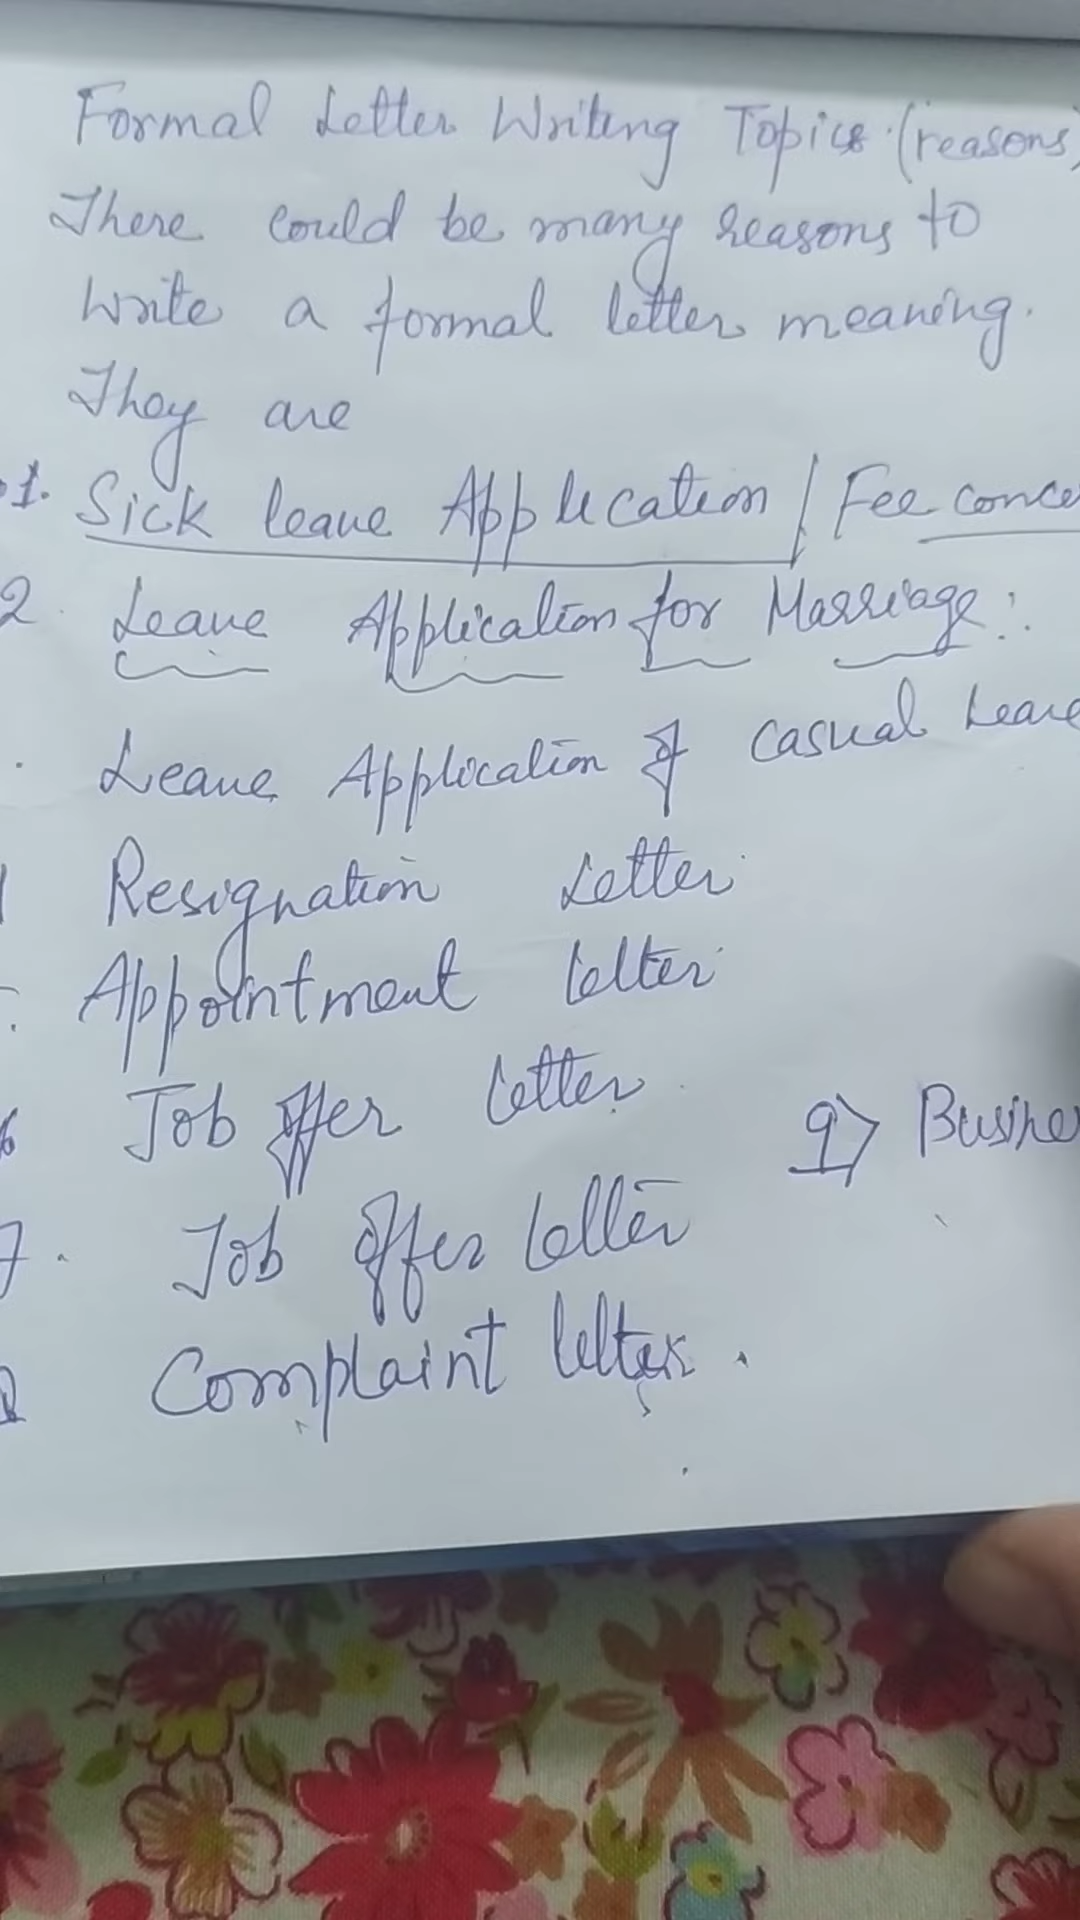 Formal Letter Writing Topics (reasons)
There could be many reasons to
write a formal letter meaning.
They are
1. Sick leave Application / Fee conce
2. Leave Application for Marriage:
Leave Application of casual Leave
Resignation Letter
Appointment letter
6 Job offer letter
9) Busine
7. Job offer letter
Complaint letter.